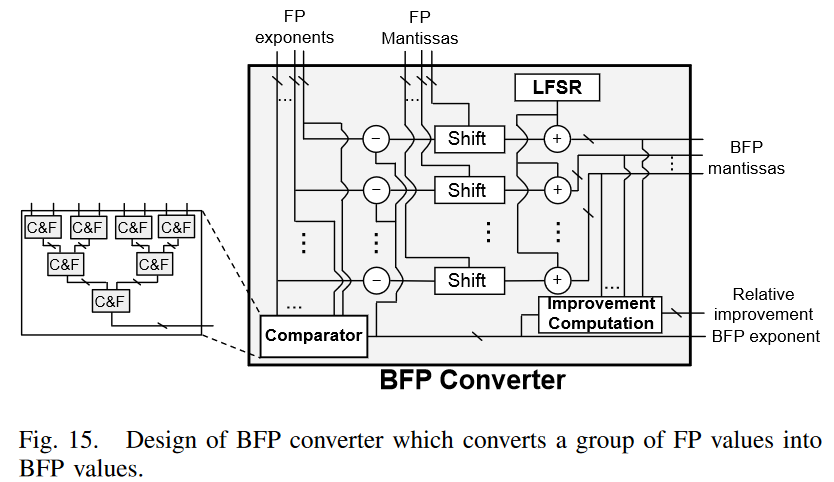 FP
exponents
FP
Mantissas
...
...
LFSR
−
Shift
+
BFP
mantissas
...
−
Shift
+
C&F
C&F
C&F
C&F
...
...
...
...
C&F
C&F
−
Shift
+
...
C&F
...
Improvement
Computation
Relative
improvement
Comparator
BFP exponent
BFP Converter
Fig. 15. Design of BFP converter which converts a group of FP values into
BFP values.